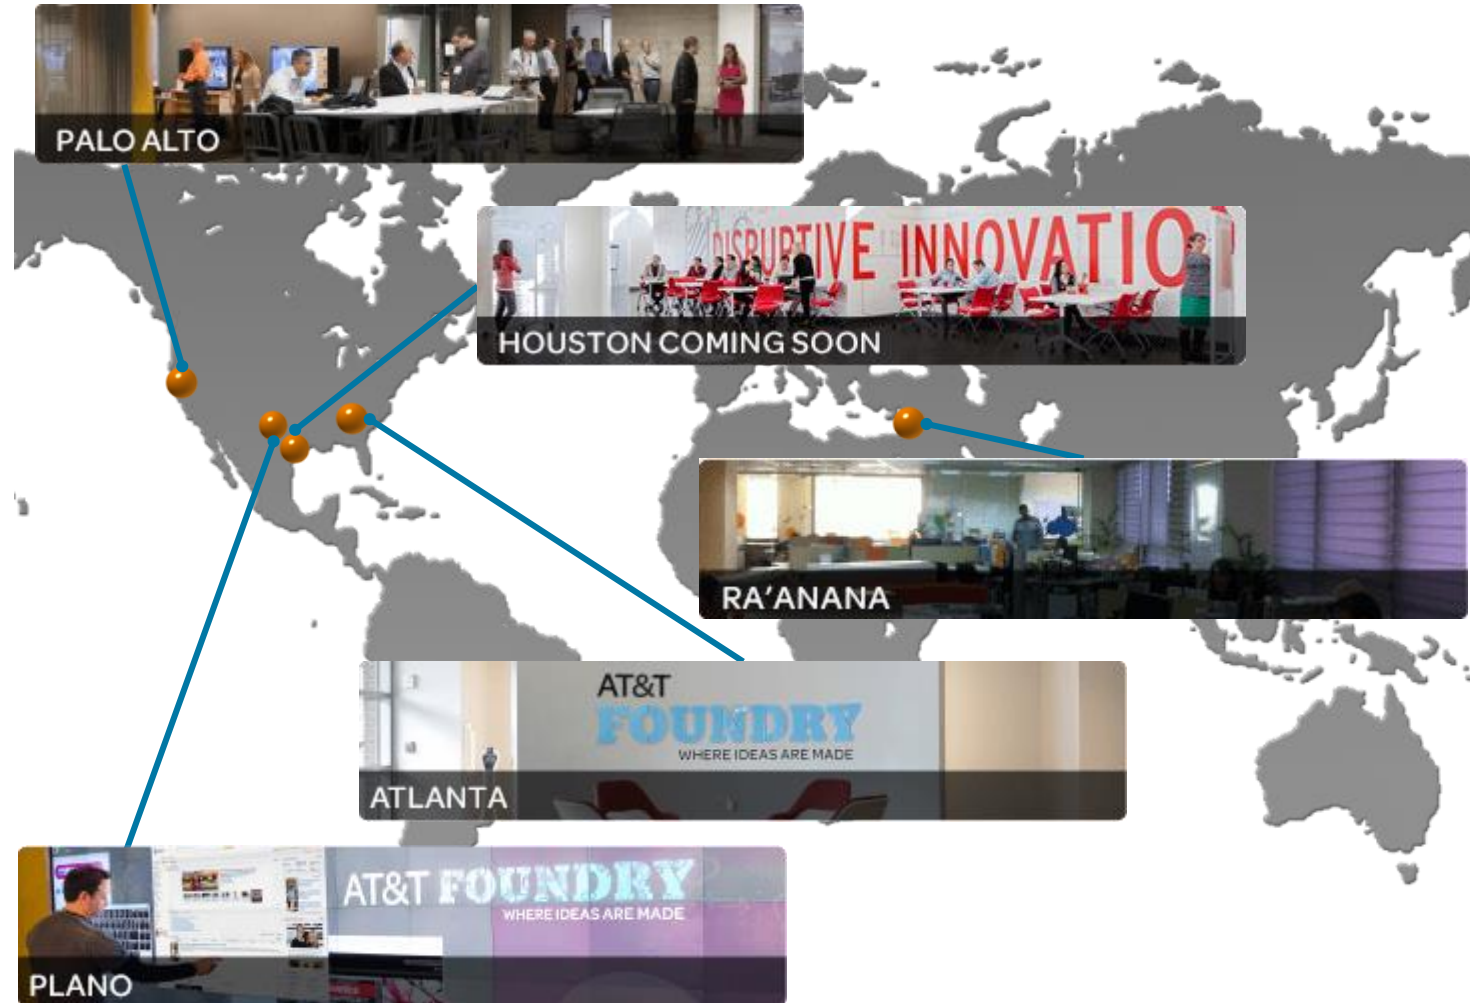 PALO ALTO
DISRUPTIVE INNOVATIO
HOUSTON COMING SOON
RA'ANANA
AT&T
FOUNDRY
WHERE IDEAS ARE MADE
ATLANTA
AT&T FOUNDRY
WHERE IDEAS ARE MADE
PLANO